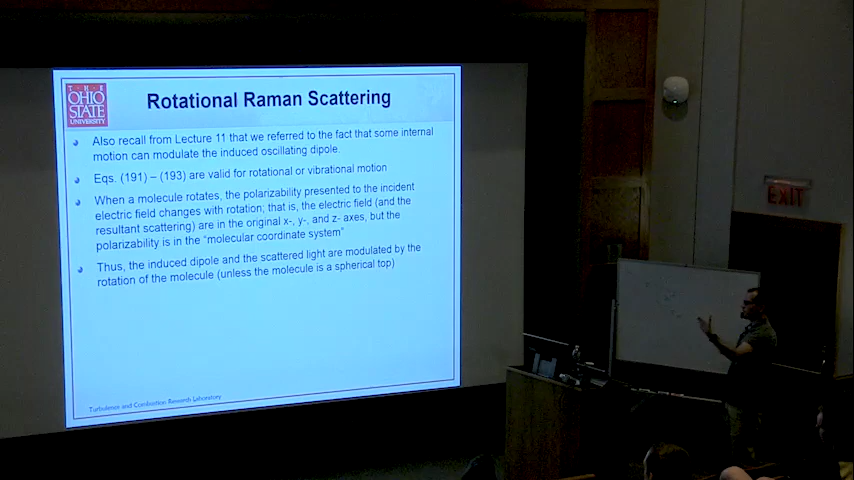 T · H · E
OHIO
STATE
UNIVERSITY
Rotational Raman Scattering
Also recall from Lecture 11 that we referred to the fact that some internal
motion can modulate the induced oscillating dipole.
Eqs. (191) – (193) are valid for rotational or vibrational motion
When a molecule rotates, the polarizability presented to the incident
electric field changes with rotation; that is, the electric field (and the
resultant scattering) are in the original x-, y-, and z- axes, but the
polarizability is in the “molecular coordinate system”
Thus, the induced dipole and the scattered light are modulated by the
rotation of the molecule (unless the molecule is a spherical top)
Turbulence and Combustion Research Laboratory
EXIT